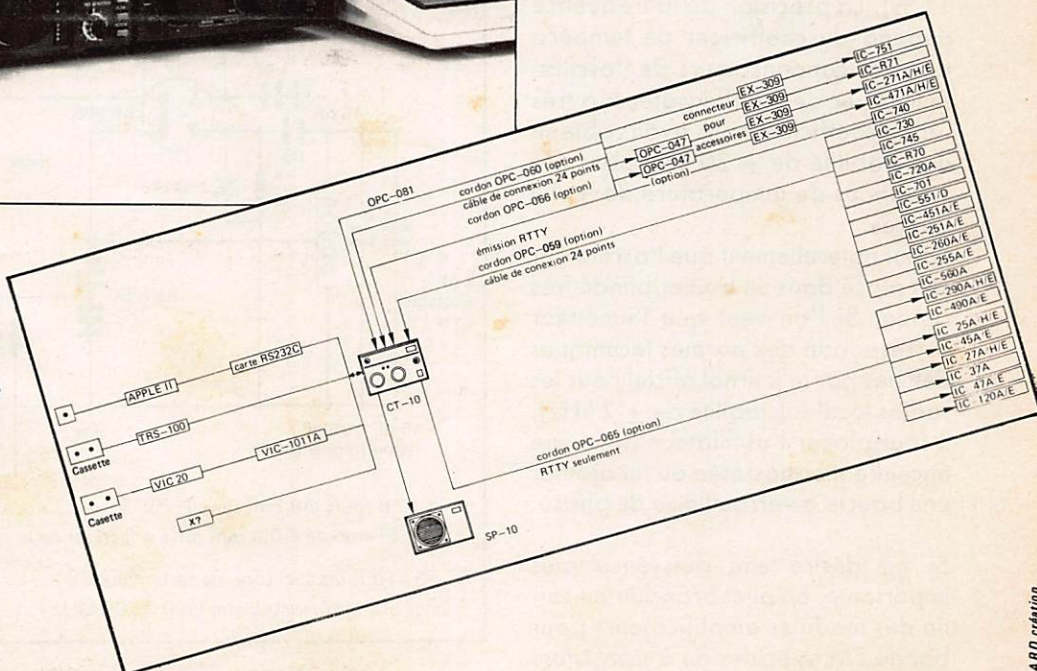 OPC-081
cordon OPC-060 (option)
câble de connexion 24 points
cordon OPC-066 (option)
émission RTTY
cordon OPC-059 (option)
câble de conexion 24 points
connecteur
pour
accessoires
(option)
OPC-047
OPC-047
EX-309
EX-309
EX-309
EX-309
IC-751
IC-R71
IC-271A/H/E
IC-471A/H/E
IC-740
IC-730
IC-745
IC-R70
IC-720A
IC-701
IC-551/D
IC-451A/E
IC-251A/E
IC-260A/E
IC-255A/E
IC-560A
IC-290A/H/E
IC-490A/E
IC 25A/H/E
IC-45A/E
IC 27A/H/E
IC-37A
IC 47A/E
IC 120A/E
carte RS232C
APPLE II
TRS-100
Cassette
VIC-1011A
VIC 20
Casette
X?
CT-10
SP-10
cordon OPC-065 (option)
RTTY seulement
A.R.D création